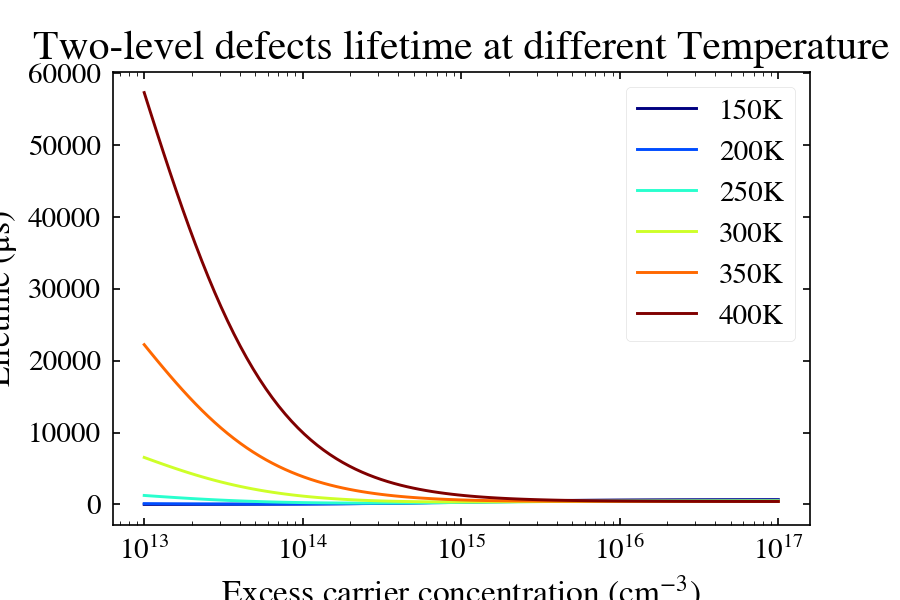 Two-level defects lifetime at different Temperature
60000
50000
40000
30000
20000
10000
0
Lifetime (μs)
150K
200K
250K
300K
350K
400K
10^13 10^14 10^15 10^16 10^17
Excess carrier concentration (cm^−3)